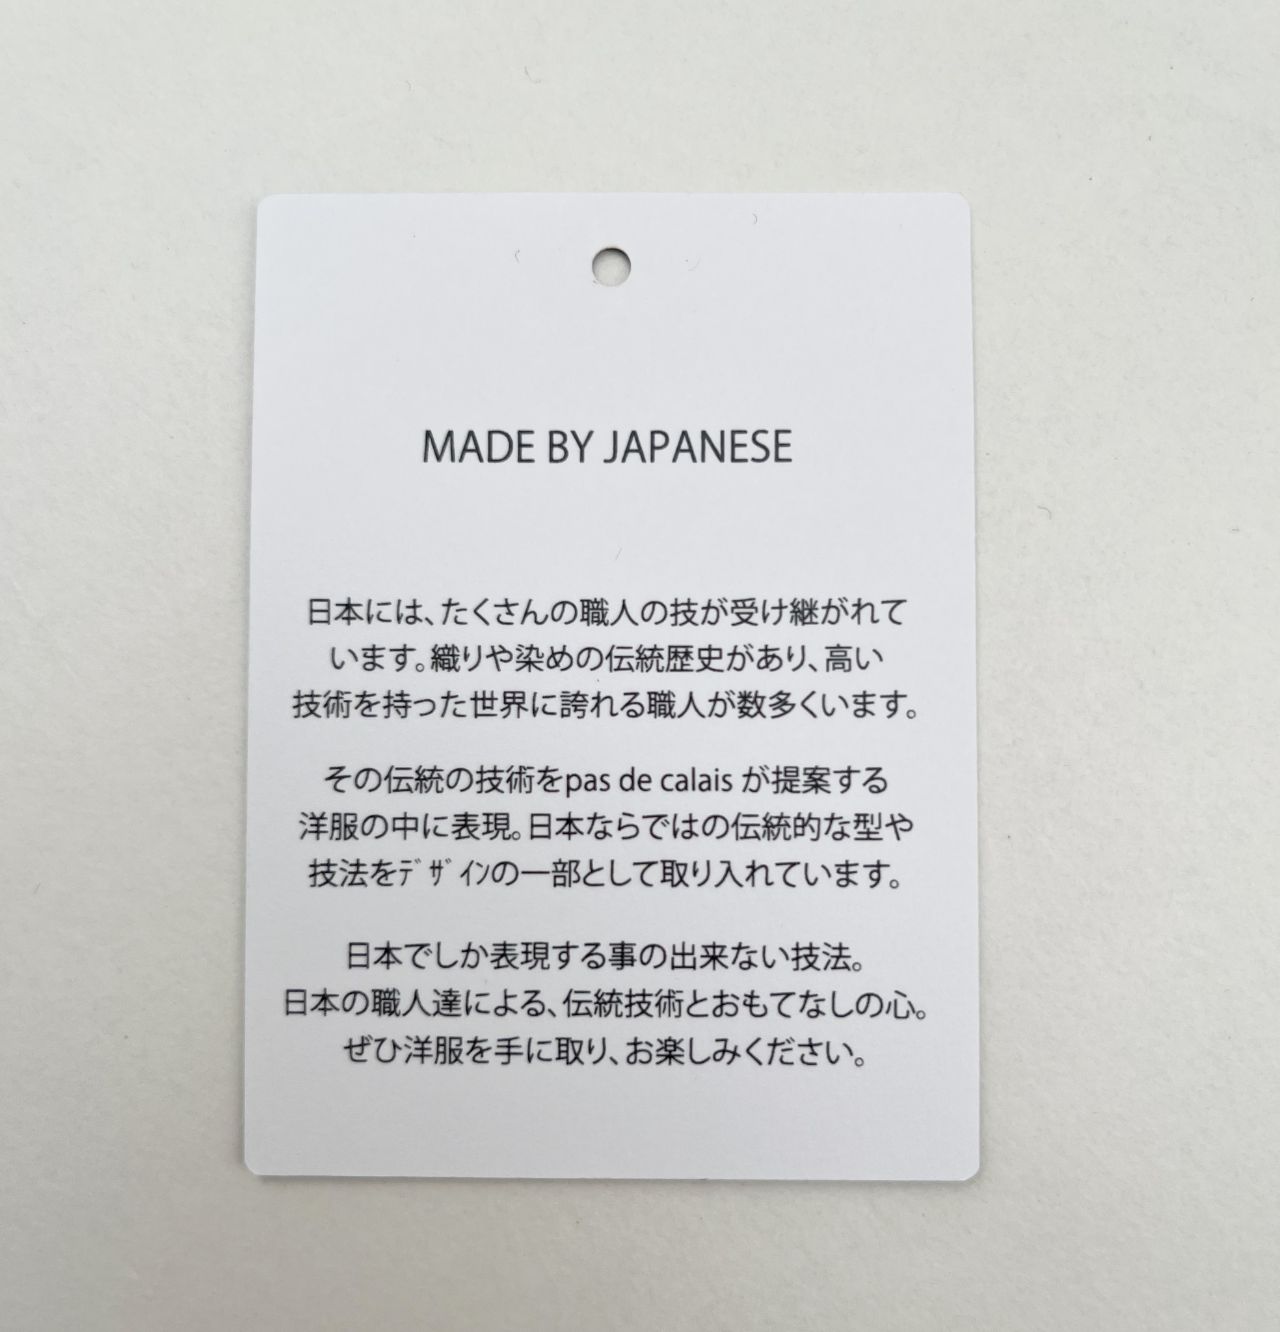 MADE BY JAPANESE
日本には、たくさんの職人の技が受け継がれて
います。織りや染めの伝統歴史があり、高い
技術を持った世界に誇れる職人が数多くいます。
その伝統の技術をpas de calais が提案する
洋服の中に表現。日本ならではの伝統的な型や
技法をﾃﾞｻﾞｲﾝの一部として取り入れています。
日本でしか表現する事の出来ない技法。
日本の職人達による、伝統技術とおもてなしの心。
ぜひ洋服を手に取り、お楽しみください。